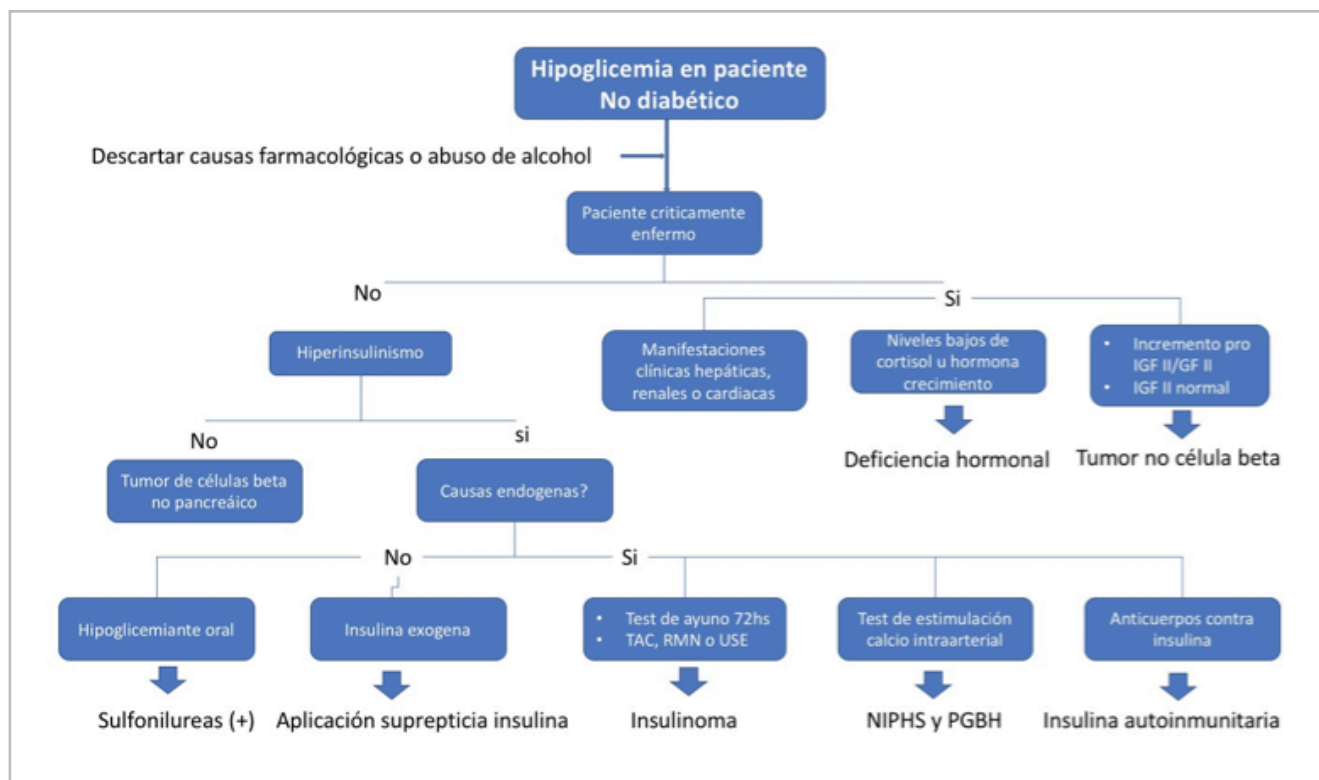 Hipoglicemia en paciente
No diabético
Descartar causas farmacológicas o abuso de alcohol
Paciente criticamente
enfermo
No
Si
Hiperinsulinismo
Manifestaciones
clínicas hepáticas,
renales o cardiacas
Niveles bajos de
cortisol u hormona
crecimiento
• Incremento pro
IGF II/GF II
• IGF II normal
No
si
Deficiencia hormonal
Tumor no célula beta
Tumor de células beta
no pancreáico
Causas endogenas?
No
Si
Hipoglicemiante oral
Insulina exogena
• Test de ayuno 72hs
• TAC, RMN o USE
Test de estimulación
calcio intraarterial
Anticuerpos contra
insulina
Sulfonilureas (+)
Aplicación suprepticia insulina
Insulinoma
NIPHS y PGBH
Insulina autoinmunitaria